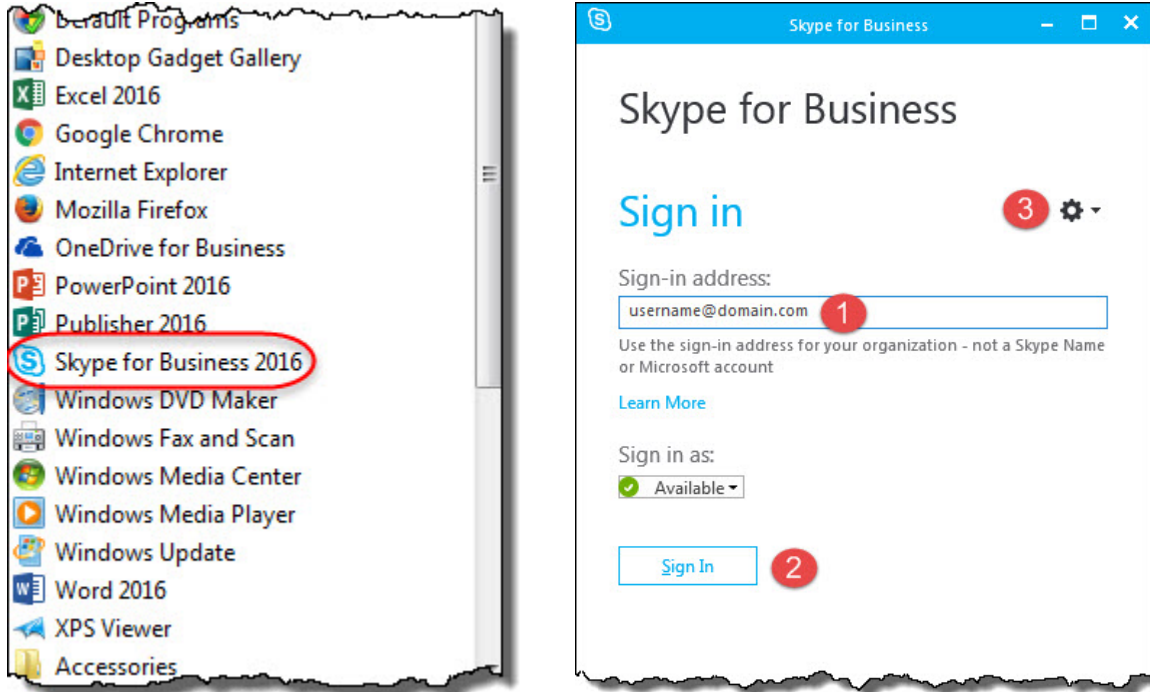 Default Programs
Desktop Gadget Gallery
Excel 2016
Google Chrome
Internet Explorer
Mozilla Firefox
OneDrive for Business
PowerPoint 2016
Publisher 2016
Skype for Business 2016
Windows DVD Maker
Windows Fax and Scan
Windows Media Center
Windows Media Player
Windows Update
Word 2016
XPS Viewer
Accessories
Skype for Business
Skype for Business
Sign in
3
Sign-in address:
username@domain.com 1
Use the sign-in address for your organization - not a Skype Name
or Microsoft account
Learn More
Sign in as:
Available
Sign In 2